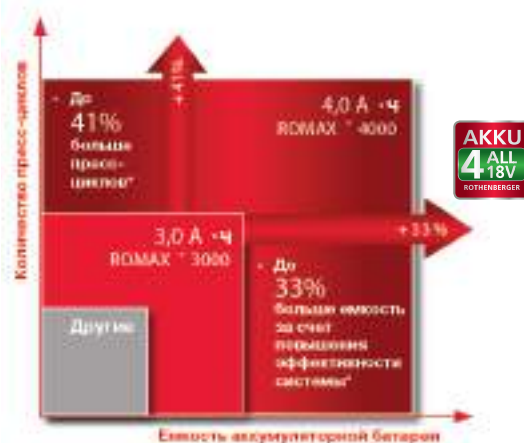 Количество пресс-циклов
+41%
- До
41%
больше
пресс-
циклов*
4,0 А·ч
ROMAX ® 4000
AKKU
4 ALL
18V
ROTHENBERGER
+33%
3,0 А·ч
ROMAX ® 3000
- До
33%
больше емкость
за счет
повышения
эффективности
системы*
Другие
Емкость аккумуляторной батареи